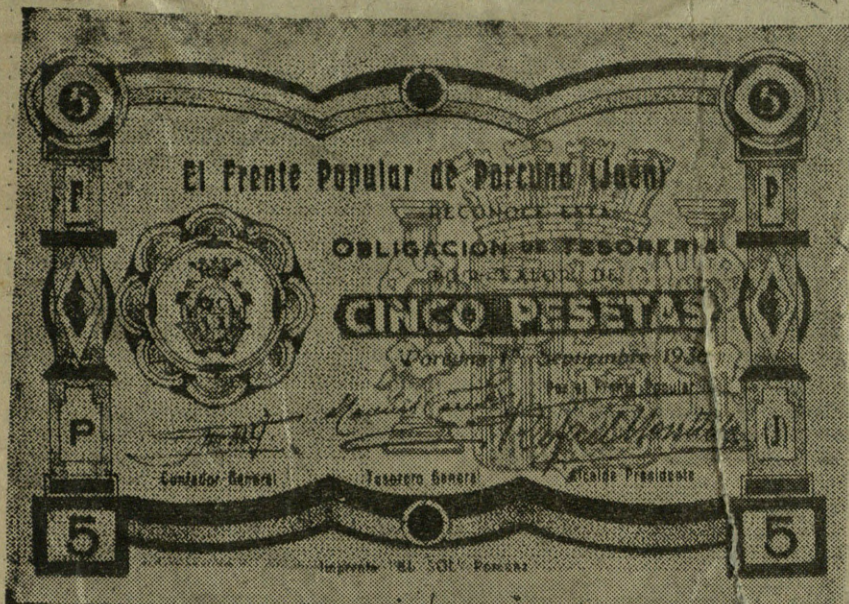 5 5
El Frente Popular de Porcuna (Jaén)
F P
RECONOCE ESTA
OBLIGACION DE TESORERIA
POR VALOR DE
CINCO PESETAS
Porcuna 1º Septiembre 193
Por el Frente Popular
P (J)
Contador General Tesorero General Alcalde Presidente
5 5
Imprenta "EL SOL" Porcuna